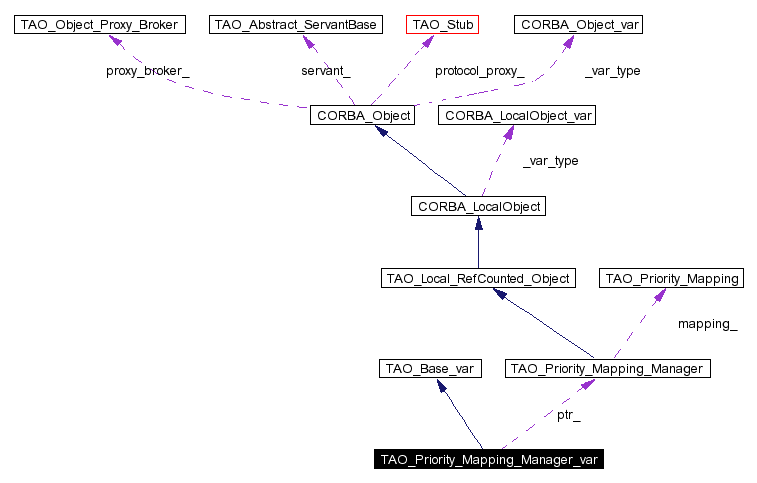 TAO_Object_Proxy_Broker
TAO_Abstract_ServantBase
TAO_Stub
CORBA_Object_var
proxy_broker_
servant_
protocol_proxy_
_var_type
CORBA_Object
CORBA_LocalObject_var
_var_type
CORBA_LocalObject
TAO_Local_RefCounted_Object
TAO_Priority_Mapping
mapping_
TAO_Base_var
TAO_Priority_Mapping_Manager
ptr_
TAO_Priority_Mapping_Manager_var